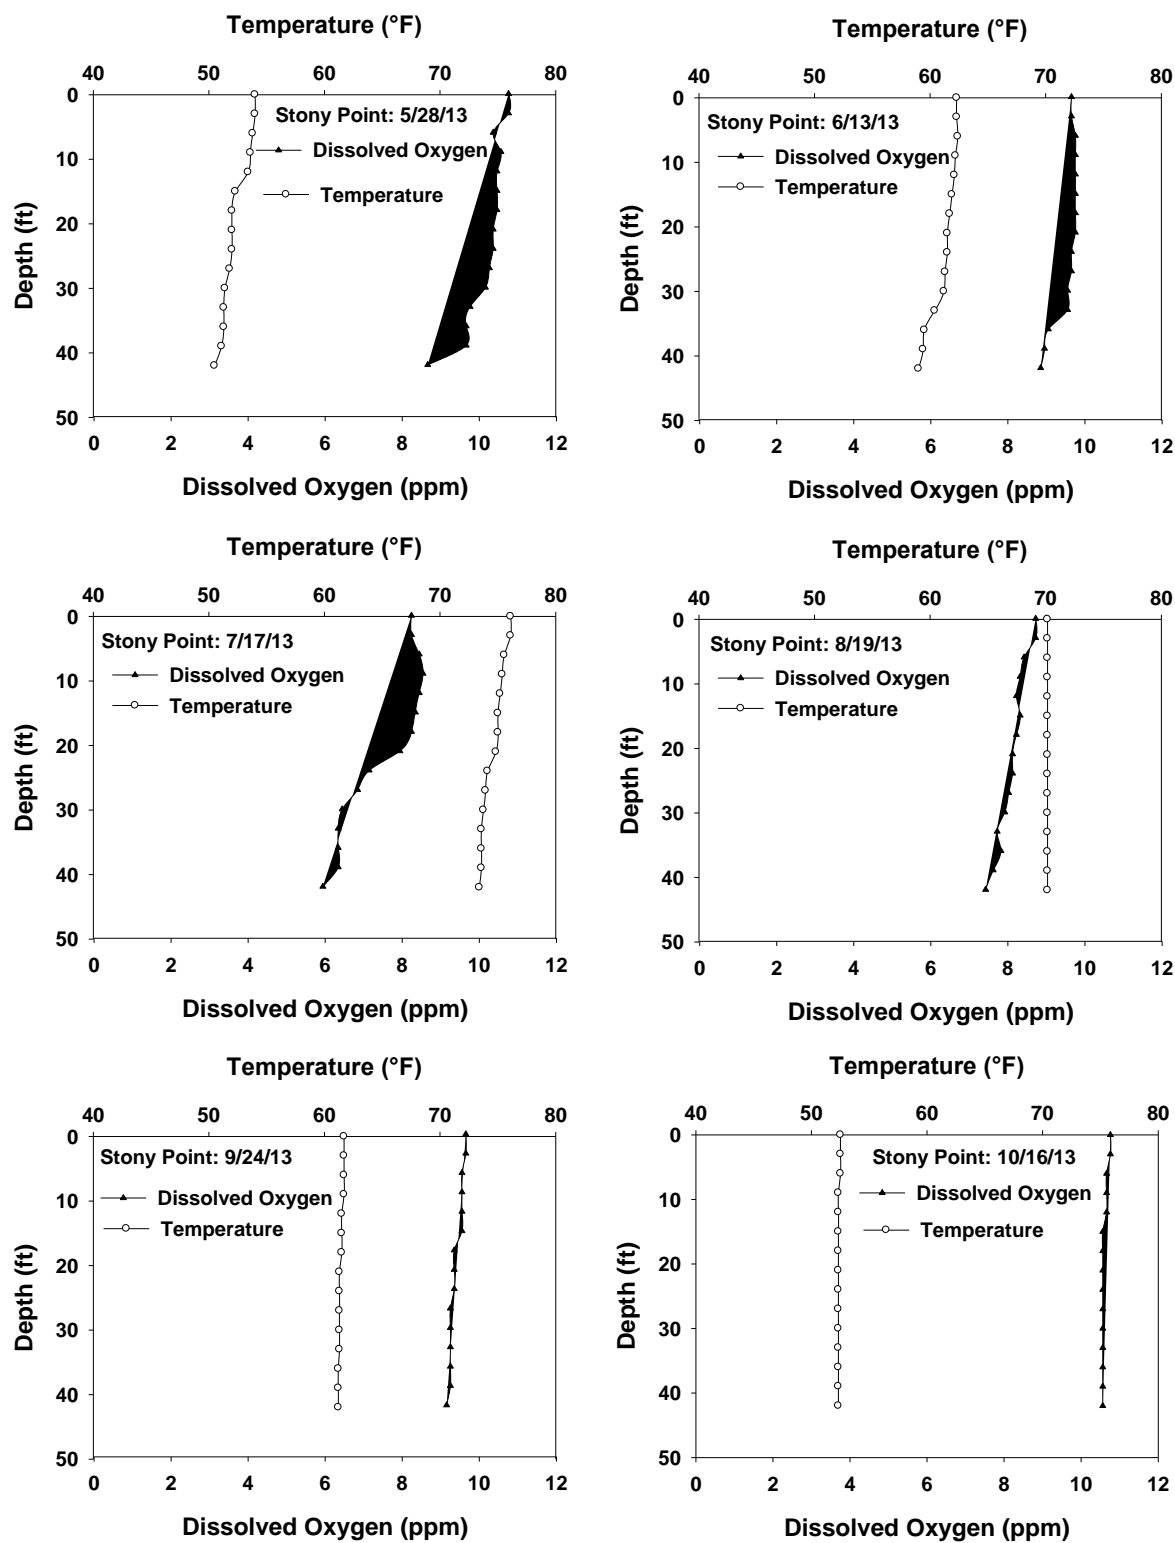 Temperature (°F)
40 50 60 70 80
Stony Point: 5/28/13
Dissolved Oxygen
Temperature
Depth (ft)
0
10
20
30
40
50
0 2 4 6 8 10 12
Dissolved Oxygen (ppm)
Temperature (°F)
40 50 60 70 80
Stony Point: 6/13/13
Dissolved Oxygen
Temperature
Depth (ft)
0
10
20
30
40
50
0 2 4 6 8 10 12
Dissolved Oxygen (ppm)
Temperature (°F)
40 50 60 70 80
Stony Point: 7/17/13
Dissolved Oxygen
Temperature
Depth (ft)
0
10
20
30
40
50
0 2 4 6 8 10 12
Dissolved Oxygen (ppm)
Temperature (°F)
40 50 60 70 80
Stony Point: 8/19/13
Dissolved Oxygen
Temperature
Depth (ft)
0
10
20
30
40
50
0 2 4 6 8 10 12
Dissolved Oxygen (ppm)
Temperature (°F)
40 50 60 70 80
Stony Point: 9/24/13
Dissolved Oxygen
Temperature
Depth (ft)
0
10
20
30
40
50
0 2 4 6 8 10 12
Dissolved Oxygen (ppm)
Temperature (°F)
40 50 60 70 80
Stony Point: 10/16/13
Dissolved Oxygen
Temperature
Depth (ft)
0
10
20
30
40
50
0 2 4 6 8 10 12
Dissolved Oxygen (ppm)